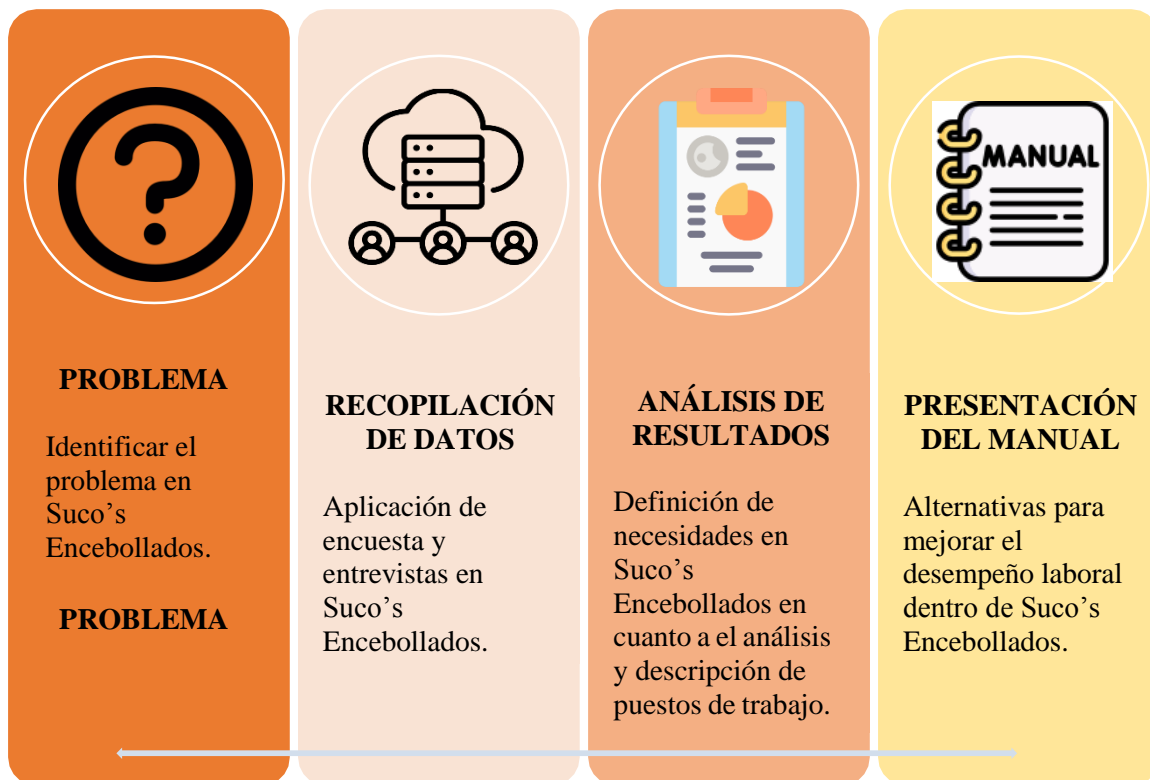 PROBLEMA
Identificar el
problema en
Suco’s
Encebollados.
PROBLEMA
RECOPILACIÓN
DE DATOS
Aplicación de
encuesta y
entrevistas en
Suco’s
Encebollados.
ANÁLISIS DE
RESULTADOS
Definición de
necesidades en
Suco’s
Encebollados en
cuanto a el análisis
y descripción de
puestos de trabajo.
MANUAL
PRESENTACIÓN
DEL MANUAL
Alternativas para
mejorar el
desempeño laboral
dentro de Suco’s
Encebollados.